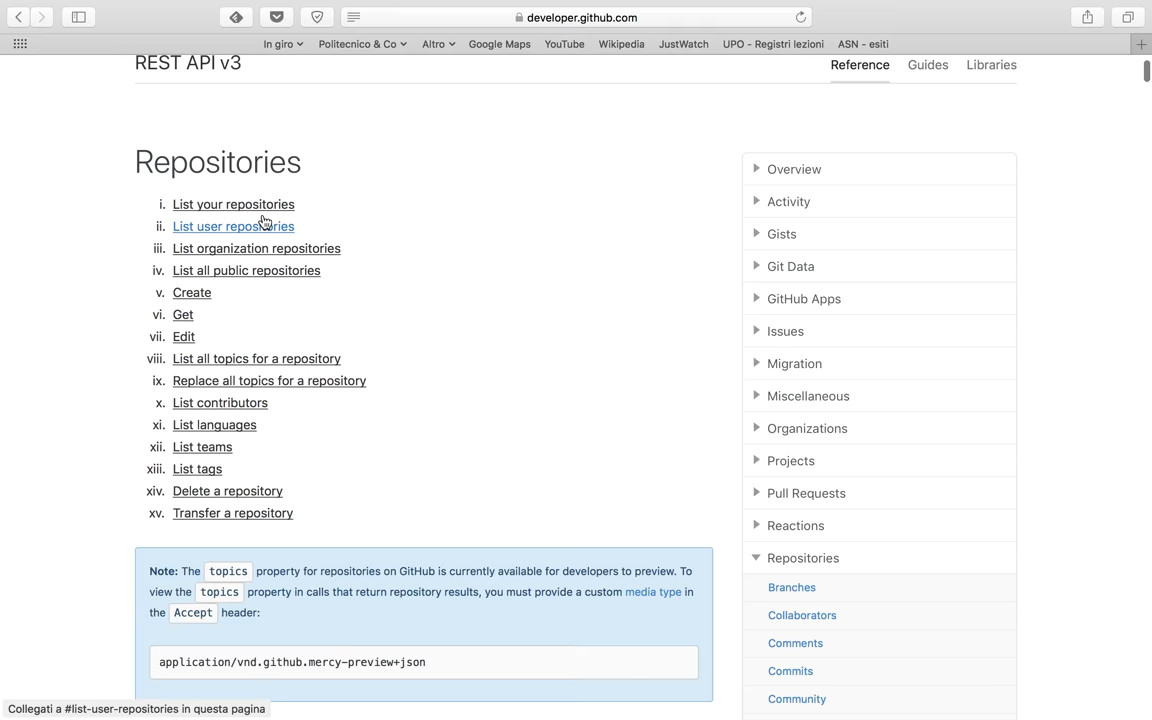 developer.github.com
In giro Politecnico & Co Altro Google Maps YouTube Wikipedia JustWatch UPO - Registri lezioni ASN - esiti
REST API v3
Reference Guides Libraries
Repositories
i. List your repositories
ii. List user repositories
iii. List organization repositories
iv. List all public repositories
v. Create
vi. Get
vii. Edit
viii. List all topics for a repository
ix. Replace all topics for a repository
x. List contributors
xi. List languages
xii. List teams
xiii. List tags
xiv. Delete a repository
xv. Transfer a repository
Note: The topics property for repositories on GitHub is currently available for developers to preview. To
view the topics property in calls that return repository results, you must provide a custom media type in
the Accept header:
application/vnd.github.mercy-preview+json
Overview
Activity
Gists
Git Data
GitHub Apps
Issues
Migration
Miscellaneous
Organizations
Projects
Pull Requests
Reactions
Repositories
Branches
Collaborators
Comments
Commits
Community
Collegati a #list-user-repositories in questa pagina